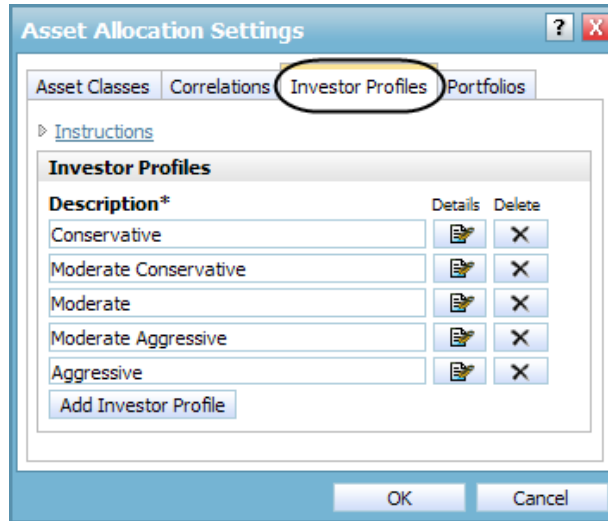 Asset Allocation Settings ? X
Asset Classes Correlations Investor Profiles Portfolios
Instructions
Investor Profiles
Description* Details Delete
Conservative
Moderate Conservative
Moderate
Moderate Aggressive
Aggressive
Add Investor Profile
OK Cancel